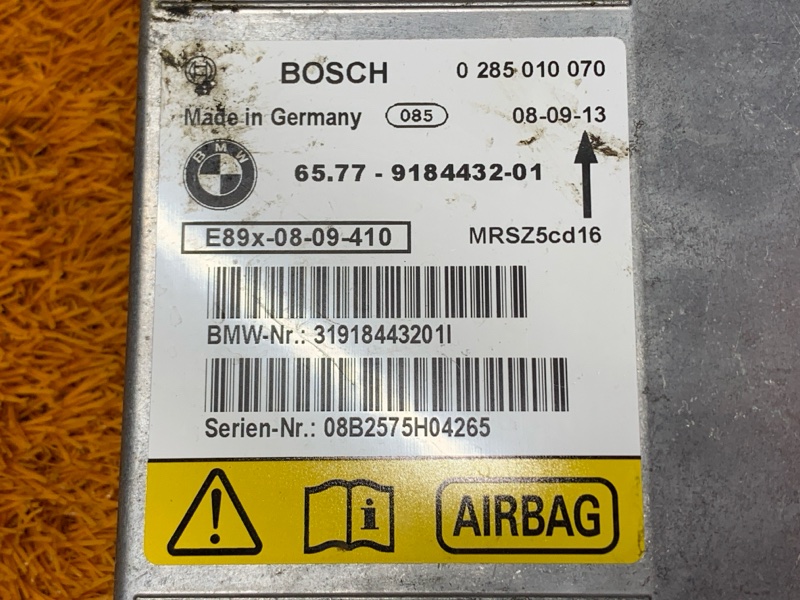 BOSCH 0 285 010 070
Made in Germany 085 08-09-13
BMW 65.77 - 9184432-01
E89x-08-09-410 MRSZ5cd16
BMW-Nr.: 31918443201I
Serien-Nr.: 08B2575H04265
AIRBAG